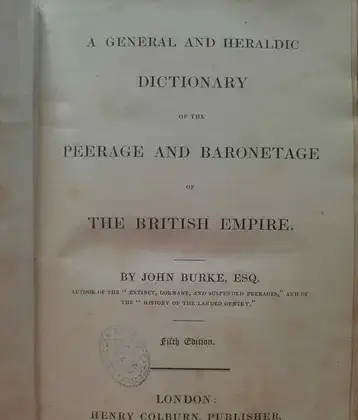 A GENERAL AND HERALDIC
DICTIONARY
OF THE
PEERAGE AND BARONETAGE
OF
THE BRITISH EMPIRE.
BY JOHN BURKE, ESQ.
AUTHOR OF THE "EXTINCT, DORMANT, AND SUSPENDED PEERAGES," AND OF
THE "HISTORY OF THE LANDED GENTRY."
Fifth Edition.
LONDON:
HENRY COLBURN, PUBLISHER,